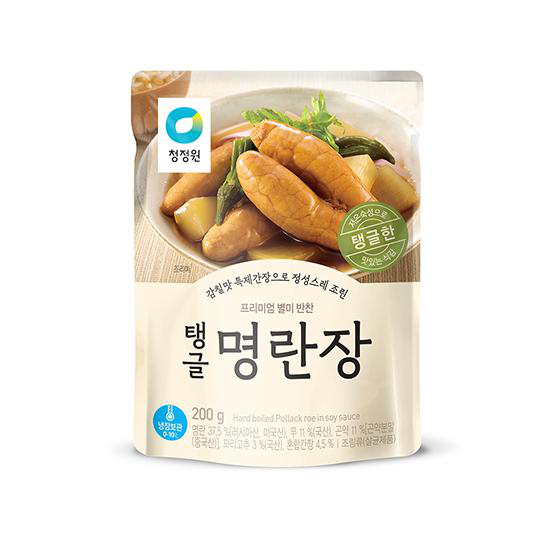 청정원
저온숙성으로
탱글한
맛있는 식감
조리예
감칠맛 특제간장으로 정성스레 조린
프리미엄 별미 반찬
탱글 명란장
냉장보관
0-10℃
200 g
Hard boiled Pollack roe in soy sauce
명란 37.5 %(러시아산, 미국산), 무 11 %(국산), 곤약 11 %[곤약분말
(중국산)], 꽈리고추 3 %(국산), 혼합간장 4.5 % | 조림류(살균제품)